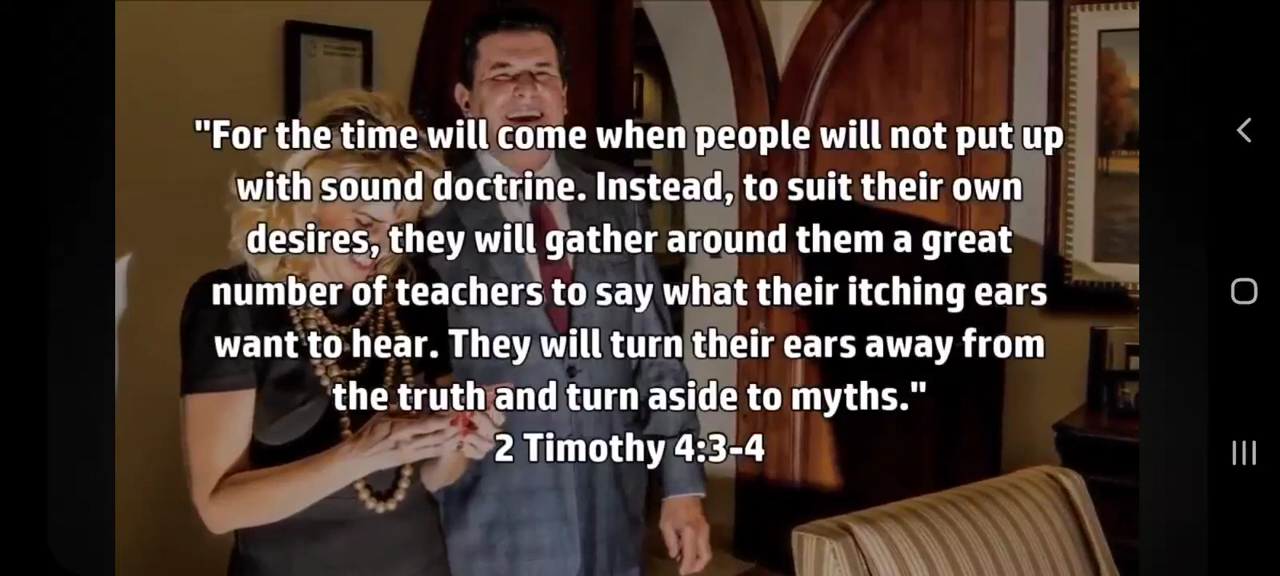 "For the time will come when people will not put up
with sound doctrine. Instead, to suit their own
desires, they will gather around them a great
number of teachers to say what their itching ears
want to hear. They will turn their ears away from
the truth and turn aside to myths."
2 Timothy 4:3-4